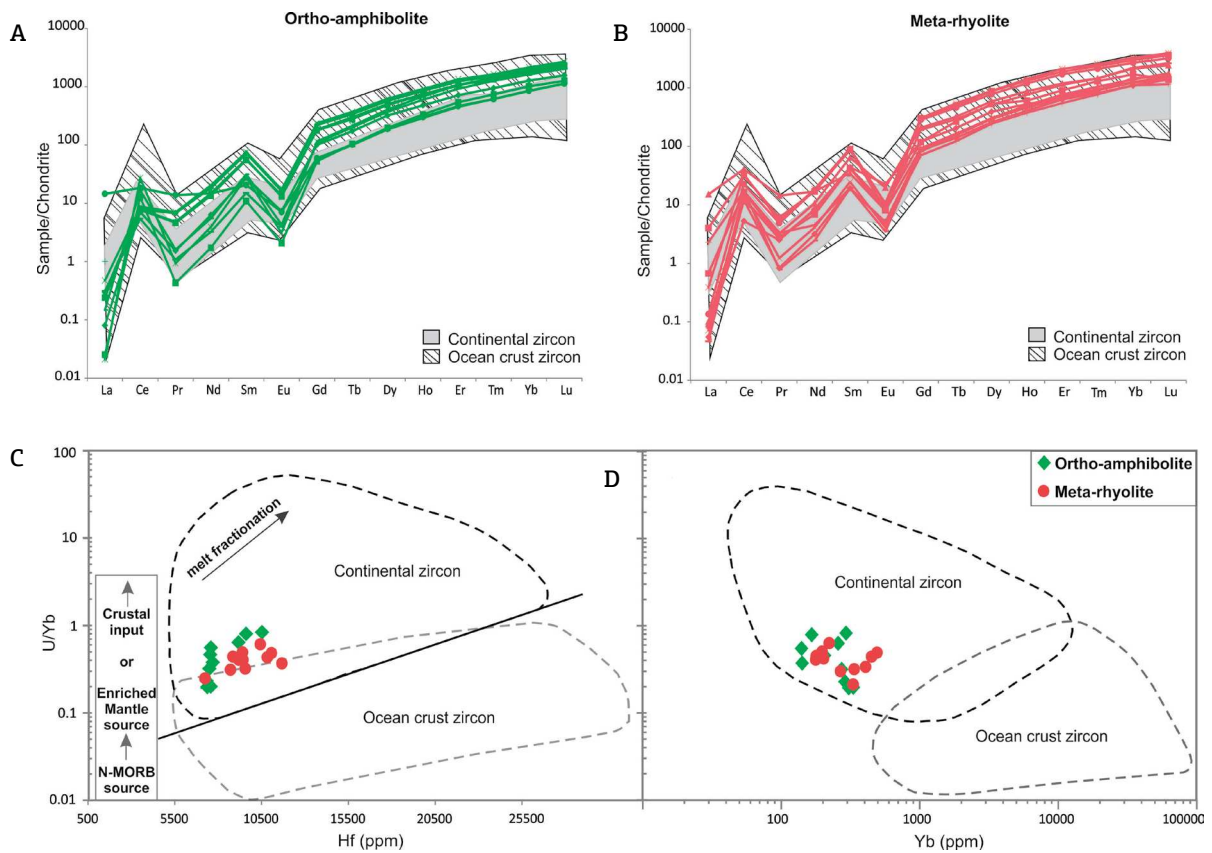 A
Ortho-amphibolite
10000
1000
100
10
1
0.1
0.01
Sample/Chondrite
Continental zircon
Ocean crust zircon
La Ce Pr Nd Sm Eu Gd Tb Dy Ho Er Tm Yb Lu
B
Meta-rhyolite
10000
1000
100
10
1
0.1
0.01
Sample/Chondrite
Continental zircon
Ocean crust zircon
La Ce Pr Nd Sm Eu Gd Tb Dy Ho Er Tm Yb Lu
C
100
10
1
0.1
0.01
U/Yb
melt fractionation
Continental zircon
Crustal
input
or
Enriched
Mantle
source
N-MORB
source
Ocean crust zircon
500 5500 10500 15500 20500 25500
Hf (ppm)
D
Ortho-amphibolite
Meta-rhyolite
Continental zircon
Ocean crust zircon
100 1000 10000 100000
Yb (ppm)